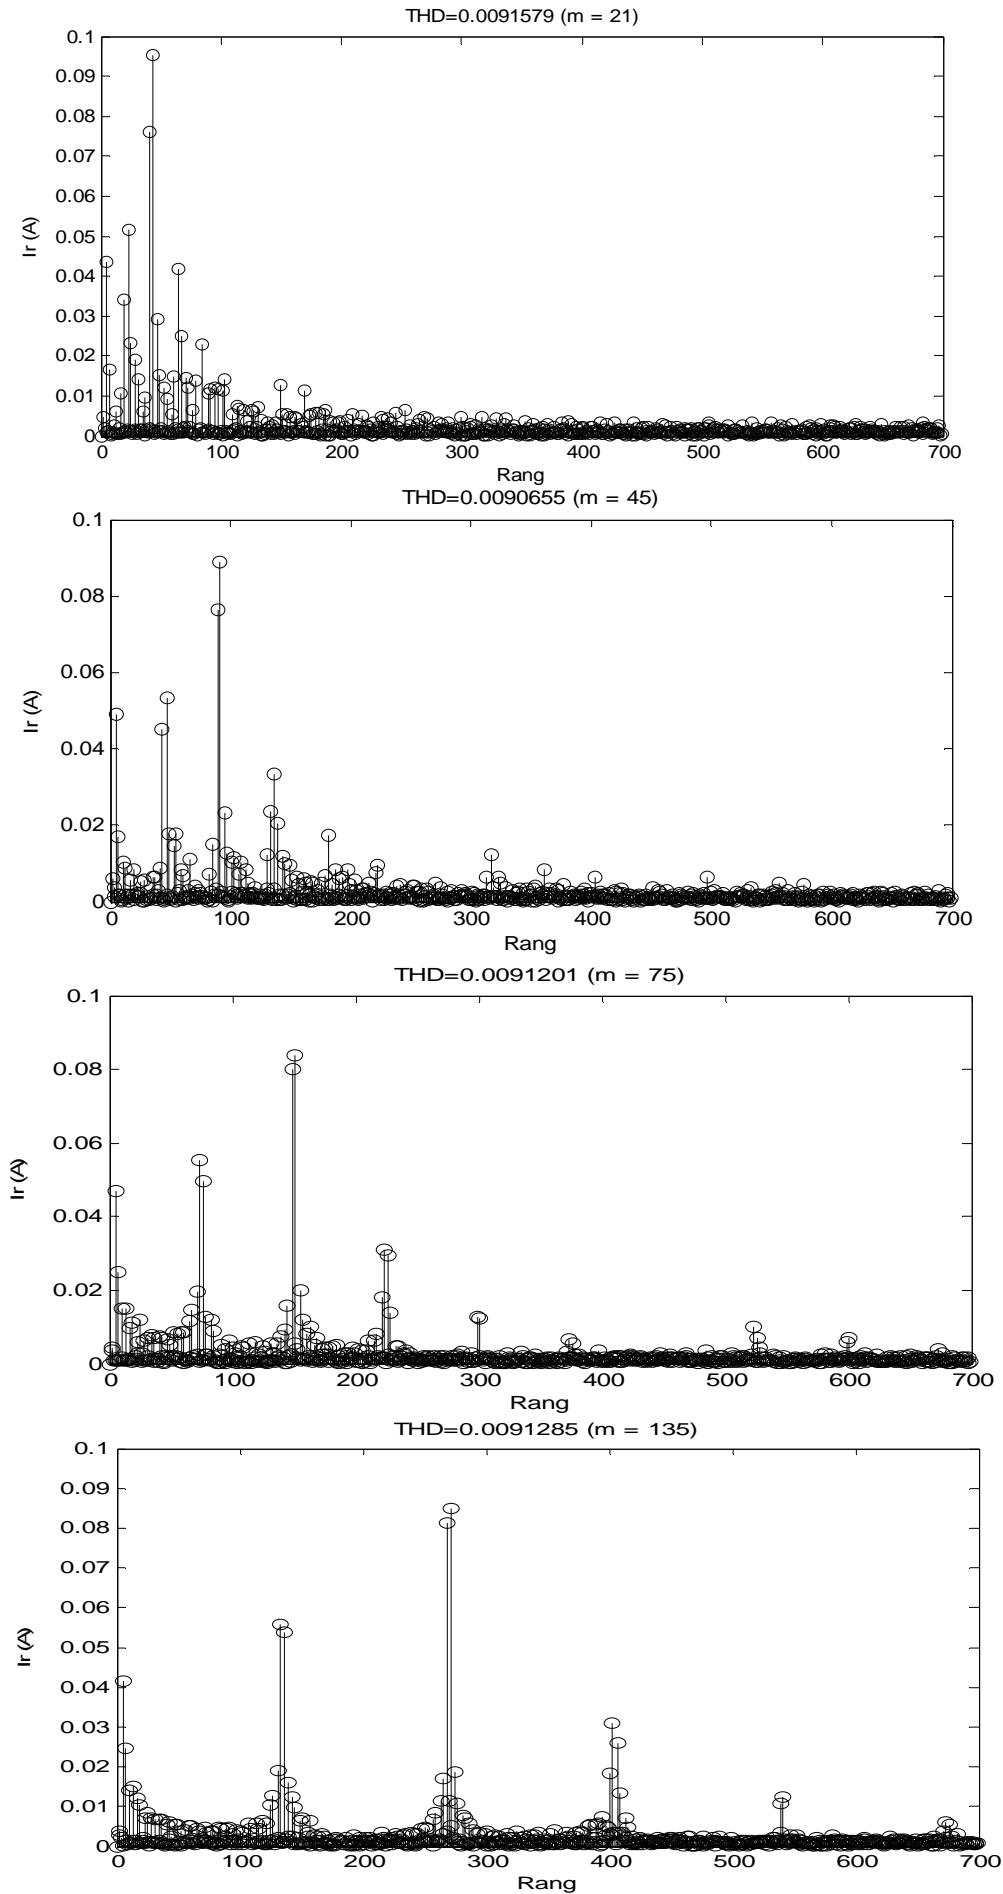 THD=0.0091579 (m = 21)
0.1
0.09
0.08
0.07
0.06
0.05
0.04
0.03
0.02
0.01
0
Ir (A)
0 100 200 300 400 500 600 700
Rang
THD=0.0090655 (m = 45)
0.1
0.08
0.06
0.04
0.02
0
Ir (A)
0 100 200 300 400 500 600 700
Rang
THD=0.0091201 (m = 75)
0.1
0.08
0.06
0.04
0.02
0
Ir (A)
0 100 200 300 400 500 600 700
Rang
THD=0.0091285 (m = 135)
0.1
0.09
0.08
0.07
0.06
0.05
0.04
0.03
0.02
0.01
0
Ir (A)
0 100 200 300 400 500 600 700
Rang